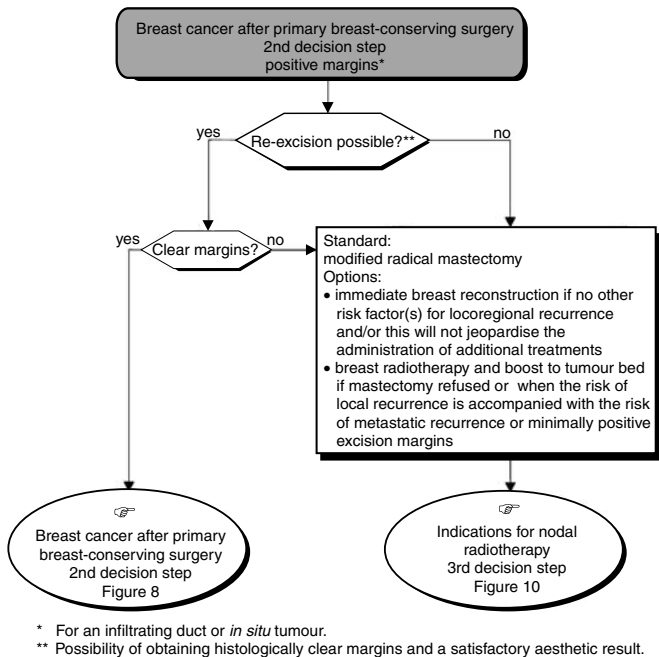 Breast cancer after primary breast-conserving surgery
2nd decision step
positive margins*
yes
Re-excision possible?**
no
yes
Clear margins?
no
Standard:
modified radical mastectomy
Options:
• immediate breast reconstruction if no other
risk factor(s) for locoregional recurrence
and/or this will not jeopardise the
administration of additional treatments
• breast radiotherapy and boost to tumour bed
if mastectomy refused or when the risk of
local recurrence is accompanied with the risk
of metastatic recurrence or minimally positive
excision margins
☞
Breast cancer after primary
breast-conserving surgery
2nd decision step
Figure 8
☞
Indications for nodal
radiotherapy
3rd decision step
Figure 10
* For an infiltrating duct or in situ tumour.
** Possibility of obtaining histologically clear margins and a satisfactory aesthetic result.